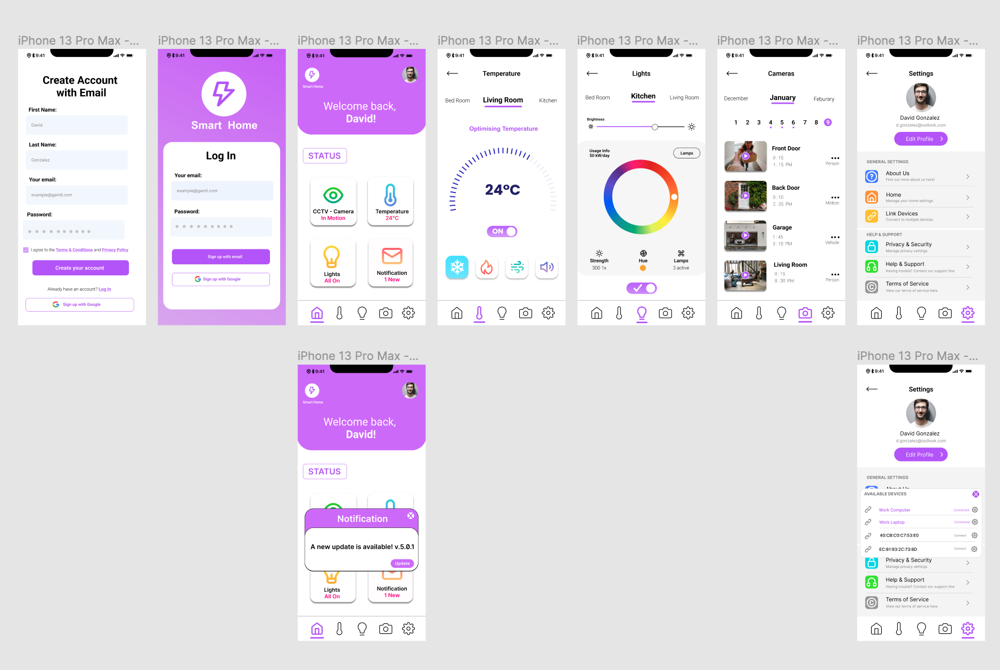 iPhone 13 Pro Max -...
9:41
Create Account
with Email
First Name:
David
Last Name:
Gonzalez
Your email:
example@gamil.com
Password:
I agree to the Terms & Conditions and Privacy Policy
Create your account
Already have an account? Log In
Sign up with Google
iPhone 13 Pro Max -...
9:41
Smart Home
Log In
Your email:
example@gamil.com
Password:
Sign up with email
Sign up with Google
iPhone 13 Pro Max -...
9:41
Smart Home
Welcome back,
David!
STATUS
CCTV - Camera
In Motion
Temperature
24°C
Lights
All On
Notification
1 New
iPhone 13 Pro Max -...
9:41
Temperature
Bed Room
Living Room
Kitchen
Optimising Temperature
24°C
ON
iPhone 13 Pro Max -...
9:41
Lights
Bed Room
Kitchen
Living Room
Brightness
Usage Info
50 kW/day
Lamps
Strength
300 1x
Hue
Lamps
3 active
iPhone 13 Pro Max -...
9:41
Cameras
December
January
Feburary
1 2 3 4 5 6 7 8 9
Front Door
0:15
1:15 PM
Person
Back Door
0:10
2:35 PM
Motion
Garage
1:45
3:15 PM
Vehicle
Living Room
0:15
8:30 PM
Person
iPhone 13 Pro Max -...
9:41
Settings
David Gonzalez
d.gonzalez@outlook.com
Edit Profile
GENERAL SETTINGS
About Us
Find out more about us here!
Home
Manage your home settings
Link Devices
Connect to multiple devices
HELP & SUPPORT
Privacy & Security
Manage privacy settings
Help & Support
Having trouble? Contact our support line
Terms of Service
View our terms of service here
iPhone 13 Pro Max -...
9:41
Smart Home
Welcome back,
David!
STATUS
Notification
A new update is available! v.5.0.1
Update
Lights
All On
Notification
1 New
iPhone 13 Pro Max -...
9:41
Settings
David Gonzalez
d.gonzalez@outlook.com
Edit Profile
GENERAL SETTINGS
About Us
AVAILABLE DEVICES
Work Computer
Connected
Work Laptop
Connected
40:CB:C0:C7:53:E0
Connect
EC:81:93:2C:73:8D
Connect
Privacy & Security
Manage privacy settings
Help & Support
Having trouble? Contact our support line
Terms of Service
View our terms of service here